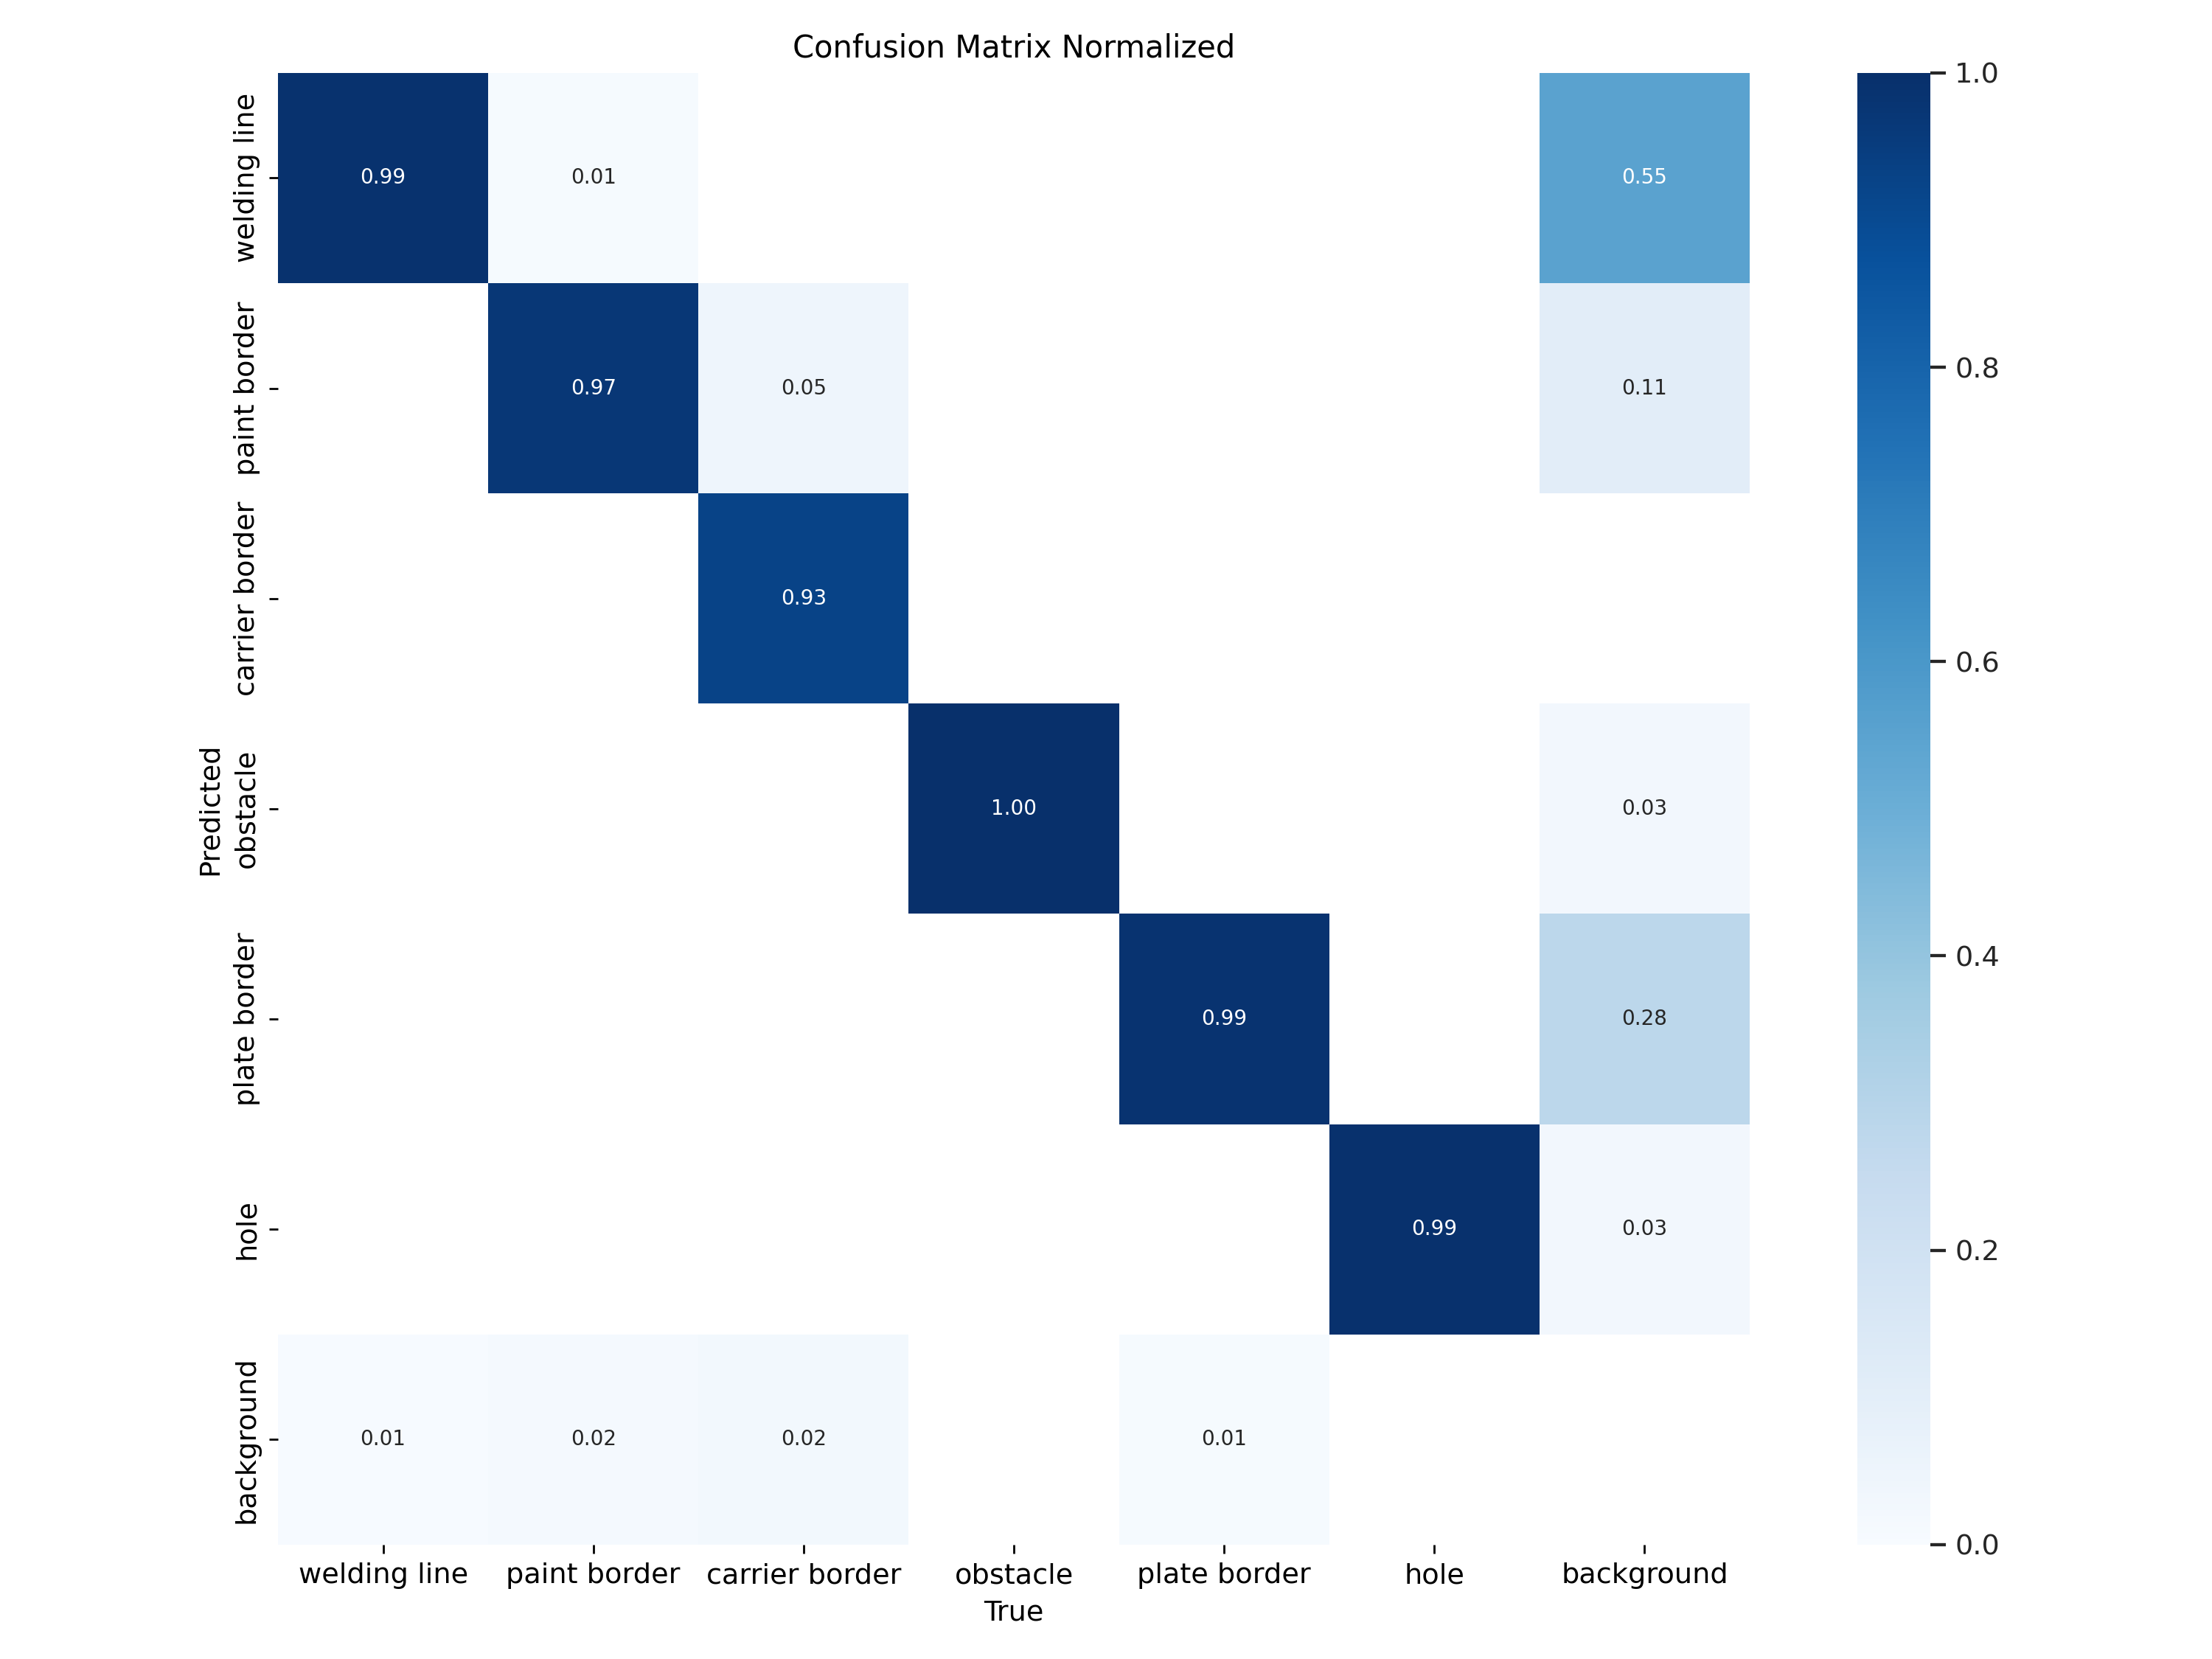 Confusion Matrix Normalized
welding line
0.99
0.01
0.55
1.0
paint border
0.97
0.05
0.11
0.8
carrier border
0.93
0.6
Predicted
obstacle
1.00
0.03
0.4
plate border
0.99
0.28
hole
0.99
0.03
0.2
background
0.01
0.02
0.02
0.01
0.0
welding line
paint border
carrier border
obstacle
plate border
hole
background
True